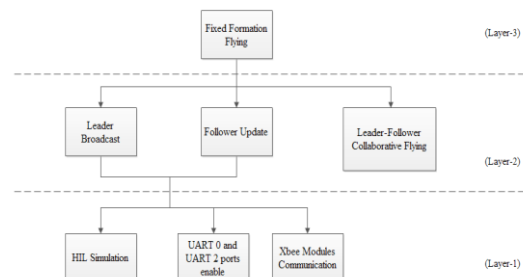 Fixed Formation
Flying
(Layer-3)
Leader
Broadcast
Follower Update
Leader-Follower
Collaborative Flying
(Layer-2)
HIL Simulation
UART 0 and
UART 2 ports
enable
Xbee Modules
Communication
(Layer-1)